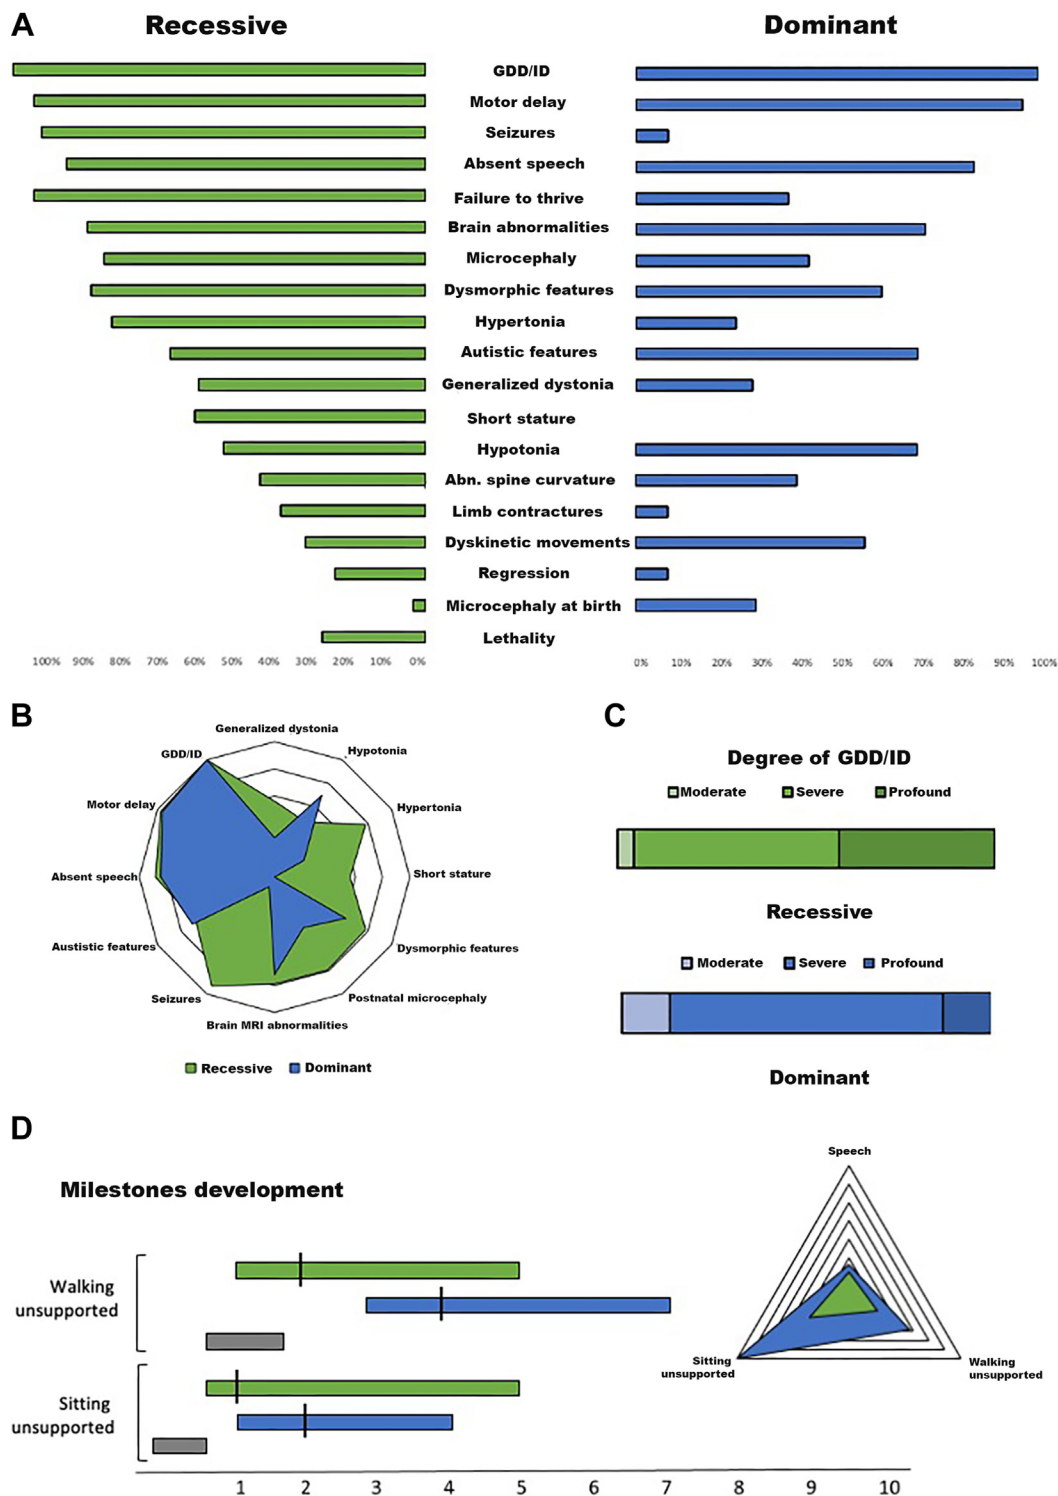 A
Recessive
Dominant
GDD/ID
Motor delay
Seizures
Absent speech
Failure to thrive
Brain abnormalities
Microcephaly
Dysmorphic features
Hypertonia
Autistic features
Generalized dystonia
Short stature
Hypotonia
Abn. spine curvature
Limb contractures
Dyskinetic movements
Regression
Microcephaly at birth
Lethality
100% 90% 80% 70% 60% 50% 40% 30% 20% 10% 0%
0% 10% 20% 30% 40% 50% 60% 70% 80% 90% 100%
B
Generalized dystonia
GDD/ID
Hypotonia
Motor delay
Hypertonia
Absent speech
Short stature
Austistic features
Dysmorphic features
Seizures
Postnatal microcephaly
Brain MRI abnormalities
Recessive Dominant
C
Degree of GDD/ID
Moderate Severe Profound
Recessive
Moderate Severe Profound
Dominant
D
Milestones development
Walking
unsupported
Sitting
unsupported
1 2 3 4 5 6 7 8 9 10
Speech
Sitting
unsupported
Walking
unsupported